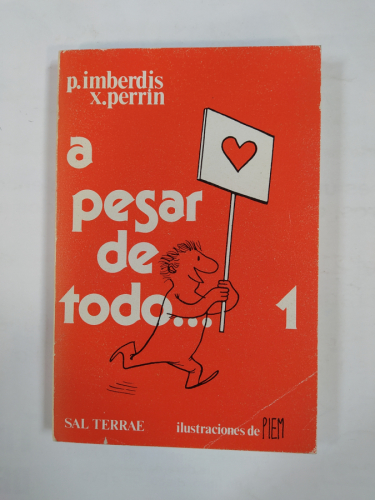 p.imberdis
x.perrin
a
pesar
de
todo...
1
SAL TERRAE
ilustraciones de PIEM